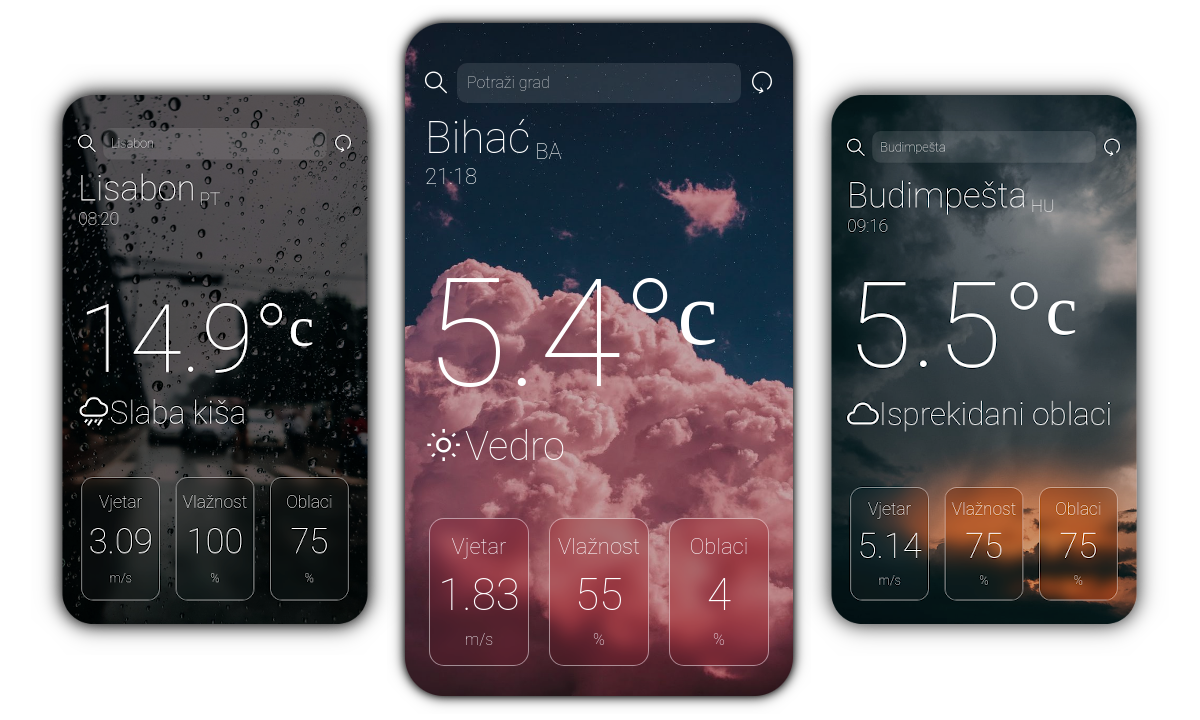 Lisabon
Lisabon PT
08:20
14.9°c
Slaba kiša
Vjetar Vlažnost Oblaci
3.09 100 75
m/s % %
Potraži grad
Bihać BA
21:18
5.4°c
Vedro
Vjetar Vlažnost Oblaci
1.83 55 4
m/s % %
Budimpešta
Budimpešta HU
09:16
5.5°c
Isprekidani oblaci
Vjetar Vlažnost Oblaci
5.14 75 75
m/s % %